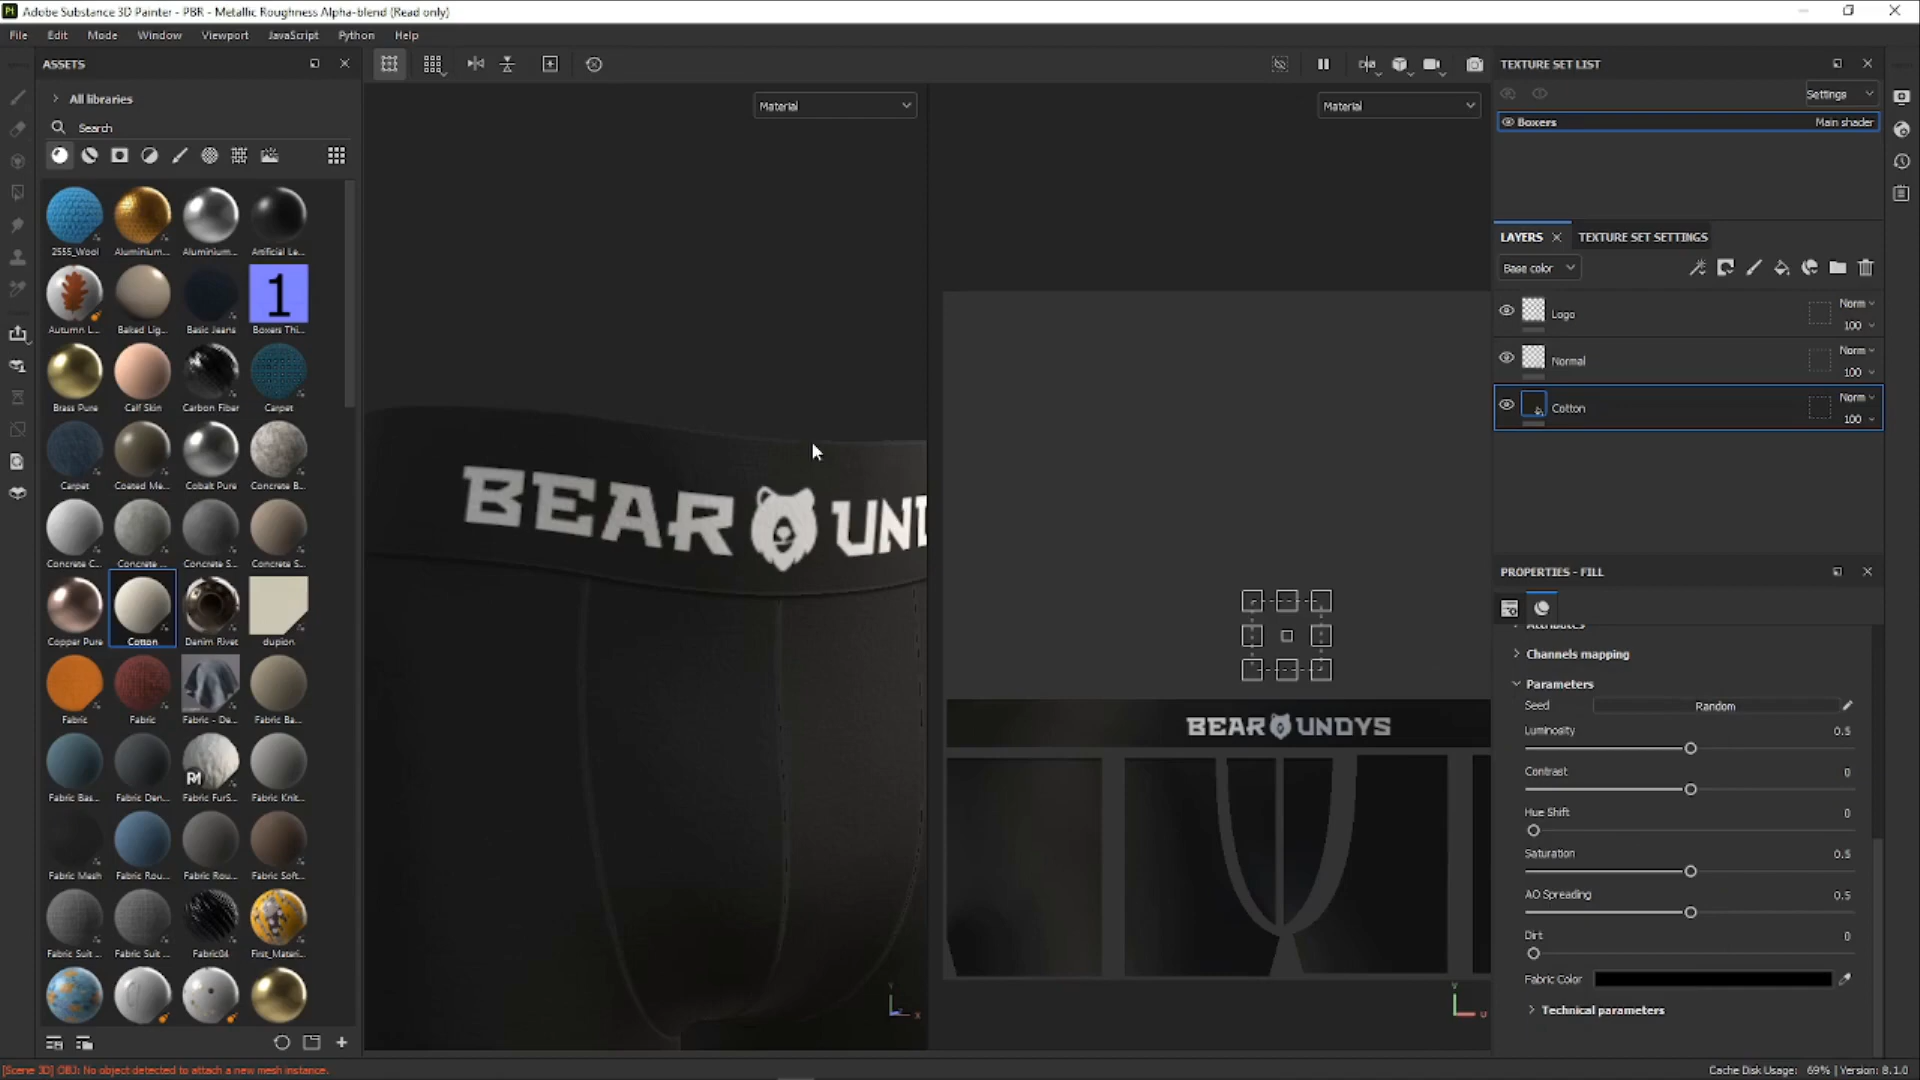 Adobe Substance 3D Painter - PBR - Metallic Roughness Alpha-blend (Read only)
File Edit Mode Window Viewport JavaScript Python Help
ASSETS
All libraries
Search
2555_Wool Aluminium... Aluminium... Artificial Le...
1
Autumn L... Baked Lig... Basic Jeans Boxers Thi...
Brass Pure Calf Skin Carbon Fiber Carpet
Carpet Coated Me... Cobalt Pure Concrete B...
Concrete C... Concrete ... Concrete S... Concrete S...
Copper Pure Cotton Denim Rivet dupion
Fabric Fabric Fabric - De... Fabric Ba...
Fabric Bas... Fabric Den... Fabric FurS... Fabric Knit...
Fabric Mesh Fabric Rou... Fabric Rou... Fabric Soft...
Fabric Suit ... Fabric Suit ... Fabric04 First_Materi...
Material
Material
BEAR UND
BEAR UNDYS
TEXTURE SET LIST
Settings
Boxers Main shader
LAYERS TEXTURE SET SETTINGS
Base color
Logo Norm 100
Normal Norm 100
Cotton Norm 100
PROPERTIES - FILL
Attributes
Channels mapping
Parameters
Seed Random
Luminosity 0.5
Contrast 0
Hue Shift 0
Saturation 0.5
AO Spreading 0.5
Dirt 0
Fabric Color
Technical parameters
[Scene 3D] OBJ: No object detected to attach a new mesh instance.
Cache Disk Usage: 69% | Version: 8.1.0